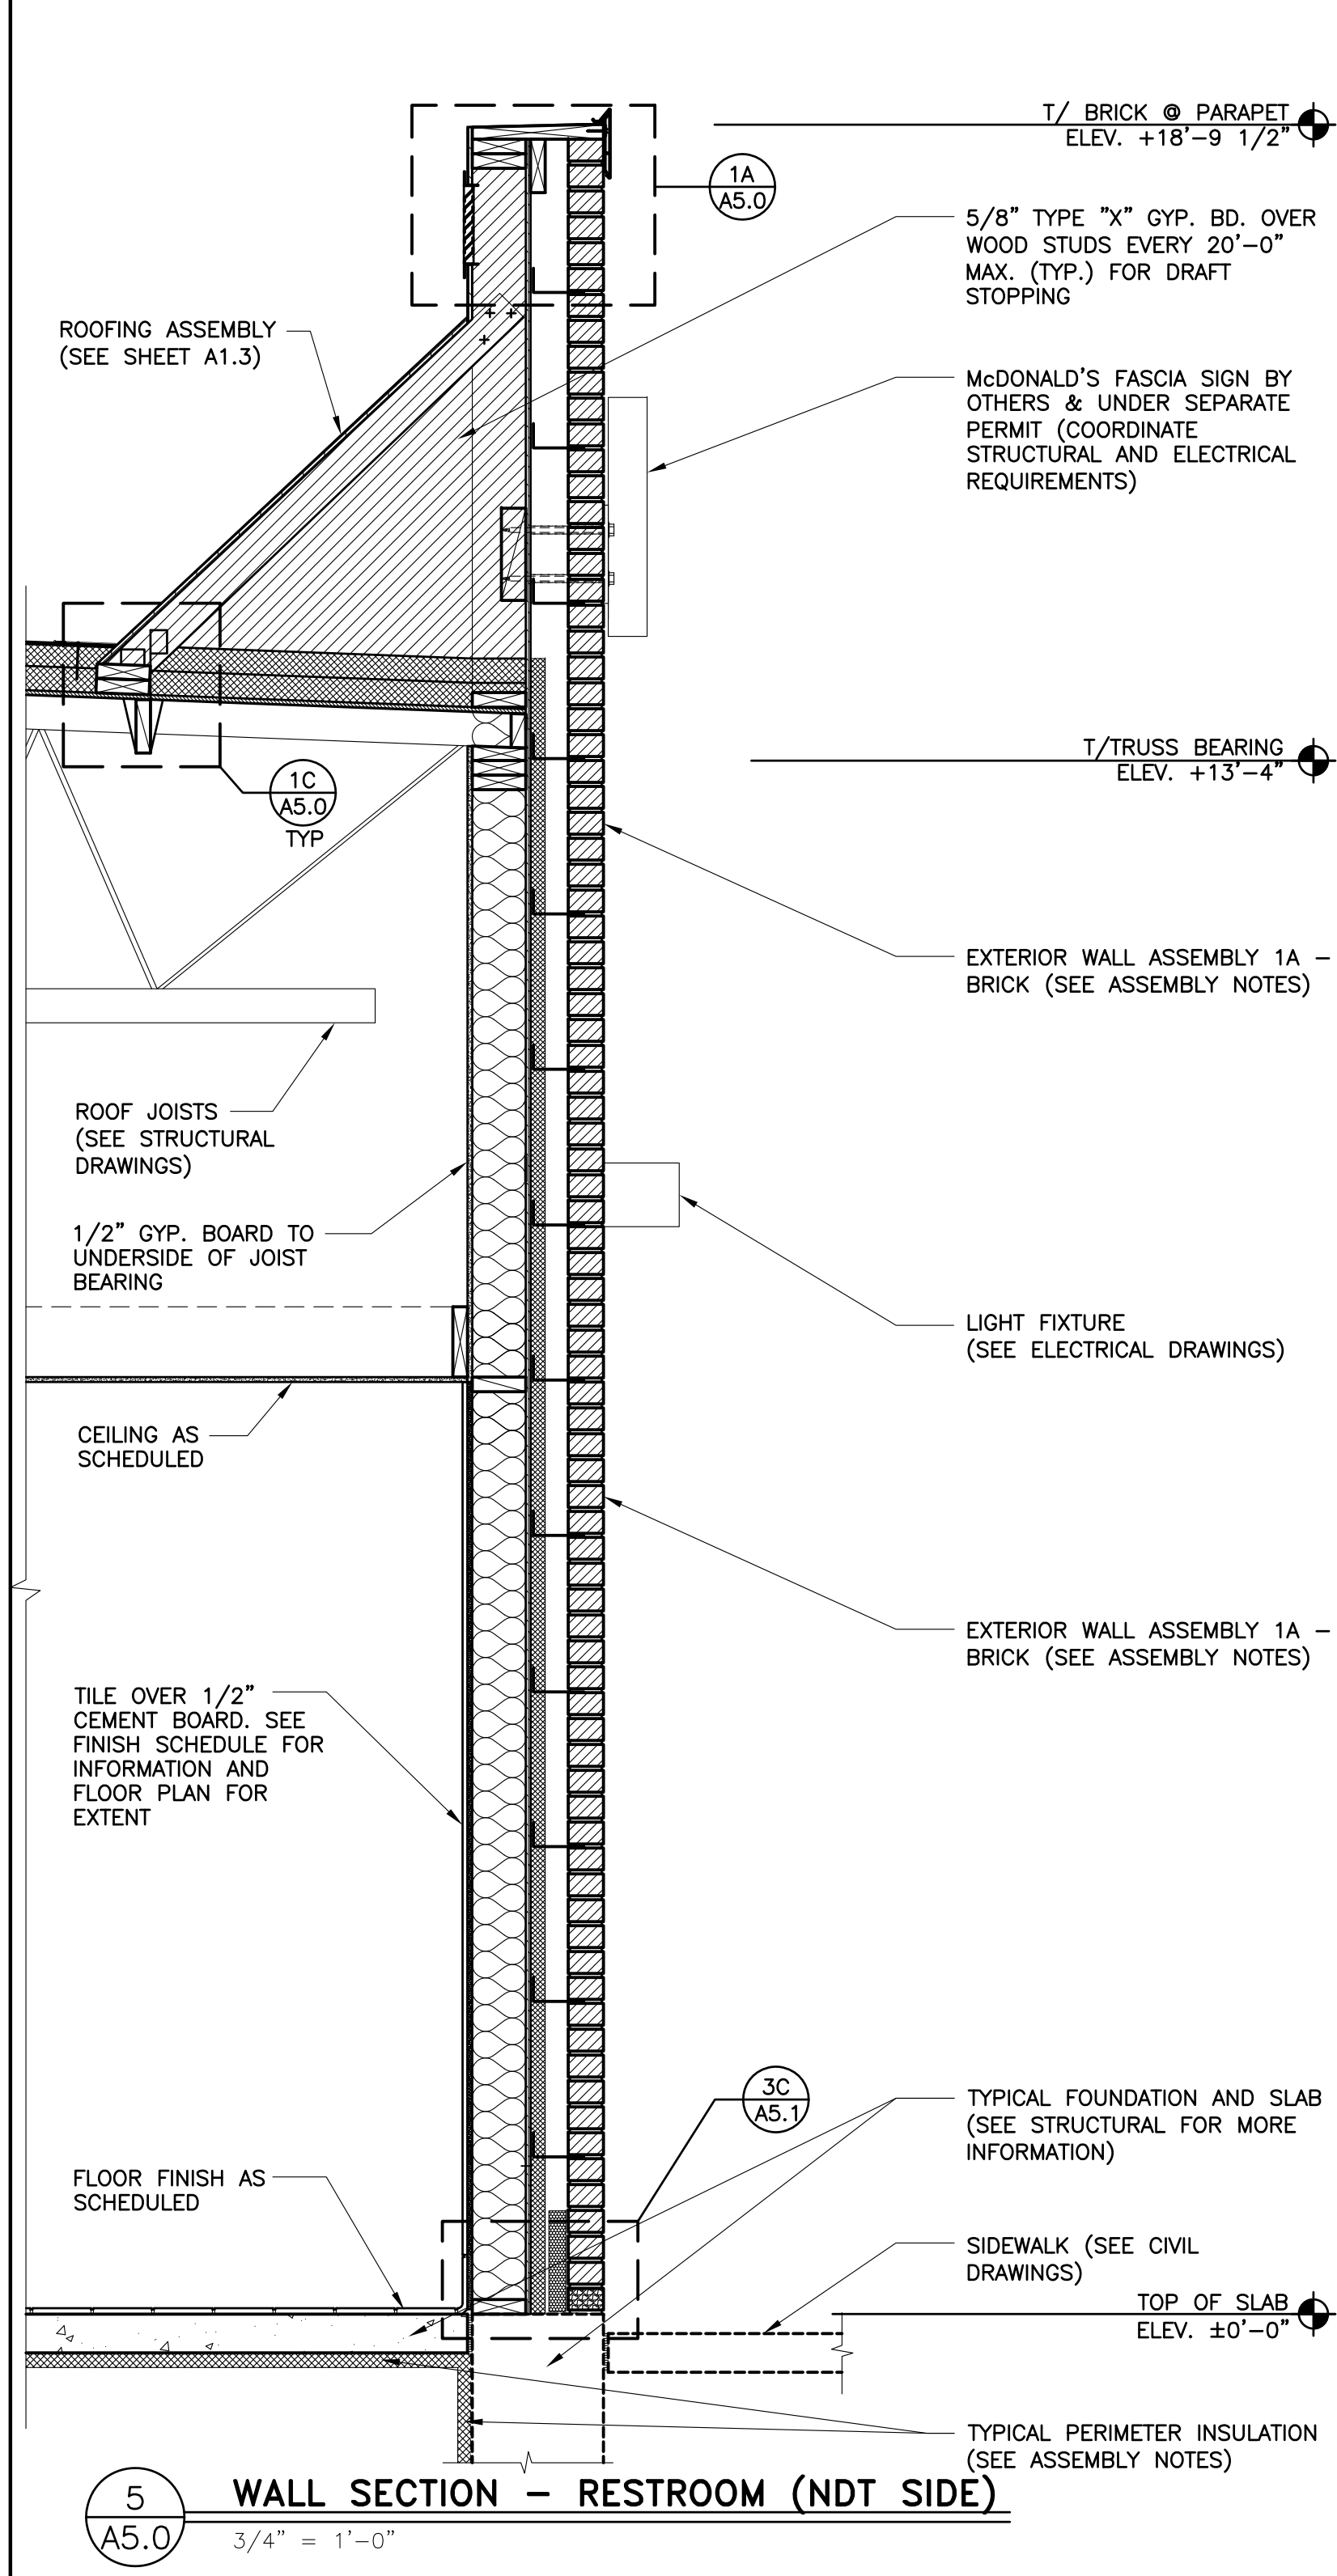 T/ BRICK @ PARAPET
ELEV. +18'-9 1/2"
1A
A5.0
5/8" TYPE "X" GYP. BD. OVER
WOOD STUDS EVERY 20'-0"
MAX. (TYP.) FOR DRAFT
STOPPING
ROOFING ASSEMBLY
(SEE SHEET A1.3)
McDONALD'S FASCIA SIGN BY
OTHERS & UNDER SEPARATE
PERMIT (COORDINATE
STRUCTURAL AND ELECTRICAL
REQUIREMENTS)
T/TRUSS BEARING
ELEV. +13'-4"
1C
A5.0
TYP
EXTERIOR WALL ASSEMBLY 1A -
BRICK (SEE ASSEMBLY NOTES)
ROOF JOISTS
(SEE STRUCTURAL
DRAWINGS)
1/2" GYP. BOARD TO
UNDERSIDE OF JOIST
BEARING
LIGHT FIXTURE
(SEE ELECTRICAL DRAWINGS)
CEILING AS
SCHEDULED
EXTERIOR WALL ASSEMBLY 1A -
BRICK (SEE ASSEMBLY NOTES)
TILE OVER 1/2"
CEMENT BOARD. SEE
FINISH SCHEDULE FOR
INFORMATION AND
FLOOR PLAN FOR
EXTENT
3C
A5.1
TYPICAL FOUNDATION AND SLAB
(SEE STRUCTURAL FOR MORE
INFORMATION)
FLOOR FINISH AS
SCHEDULED
SIDEWALK (SEE CIVIL
DRAWINGS)
TOP OF SLAB
ELEV. ±0'-0"
TYPICAL PERIMETER INSULATION
(SEE ASSEMBLY NOTES)
5
A5.0
WALL SECTION - RESTROOM (NDT SIDE)
3/4" = 1'-0"